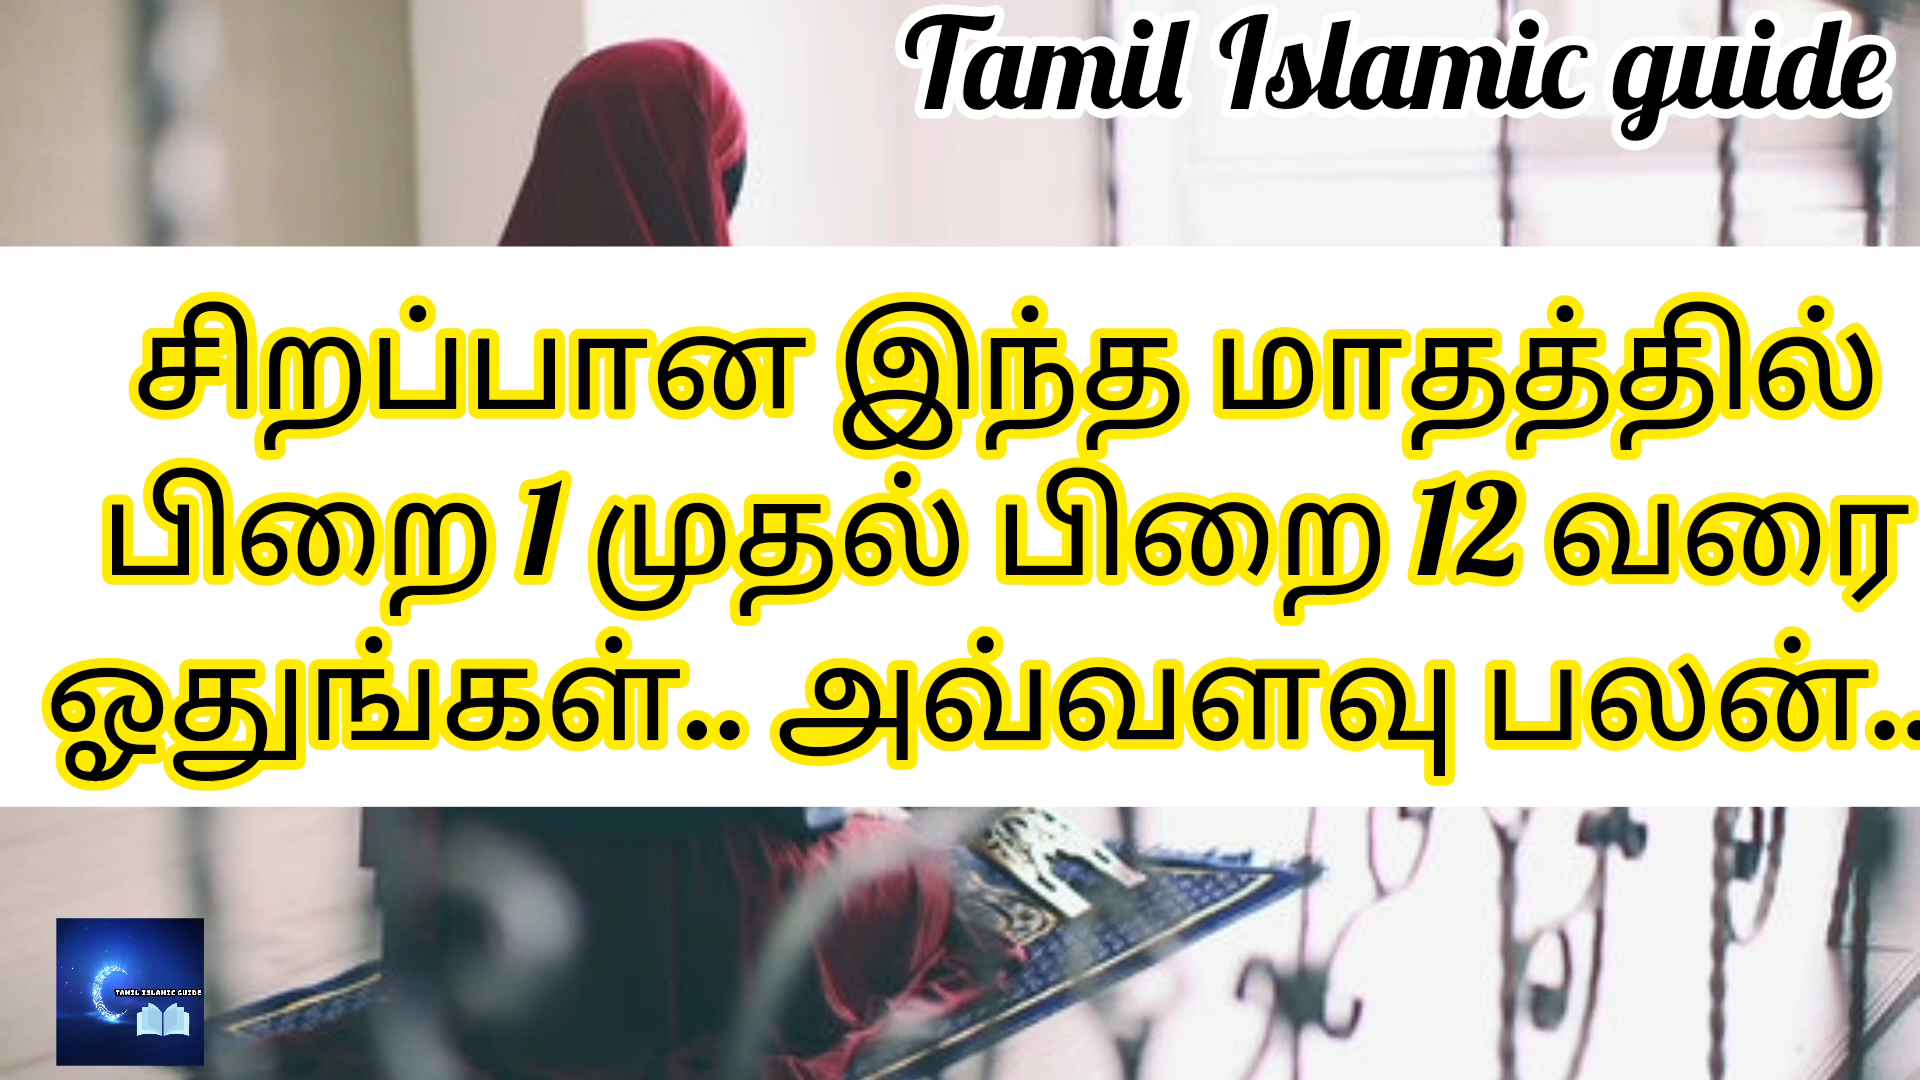 Tamil Islamic guide
சிறப்பான இந்த மாதத்தில்
பிறை 1 முதல் பிறை 12 வரை
ஓதுங்கள்.. அவ்வளவு பலன்..
TAMIL ISLAMIC GUIDE